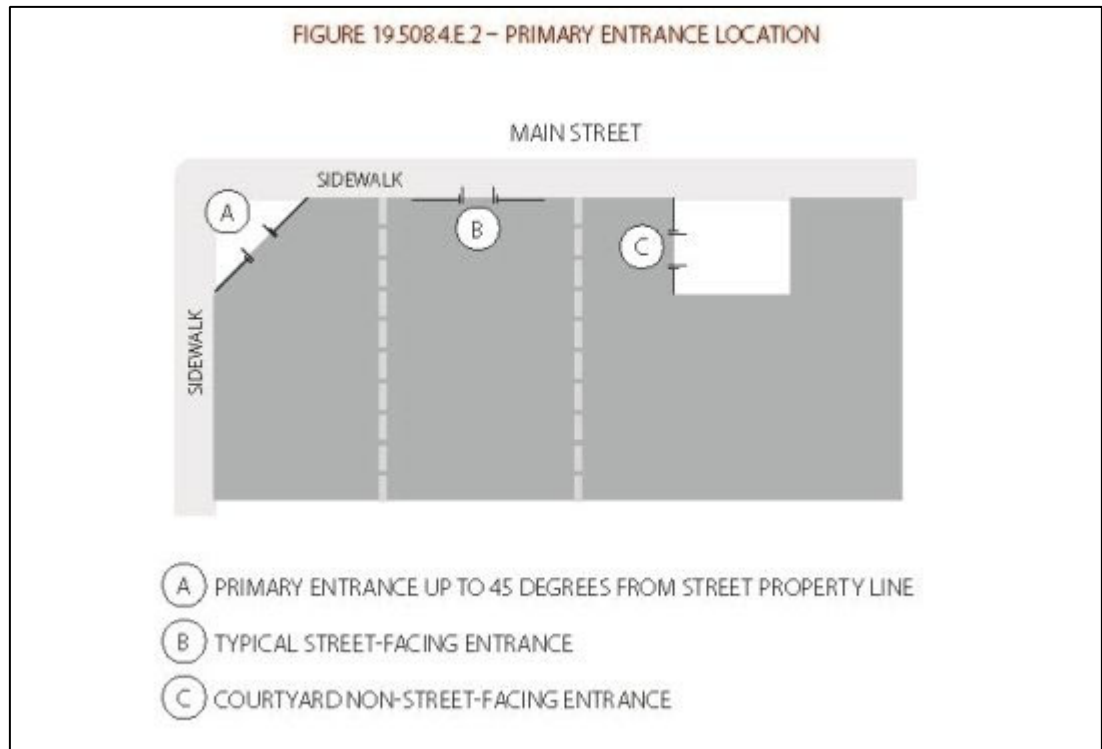 FIGURE 19.508.4.E.2 – PRIMARY ENTRANCE LOCATION
MAIN STREET
SIDEWALK
A
B
C
SIDEWALK
A PRIMARY ENTRANCE UP TO 45 DEGREES FROM STREET PROPERTY LINE
B TYPICAL STREET-FACING ENTRANCE
C COURTYARD NON-STREET-FACING ENTRANCE